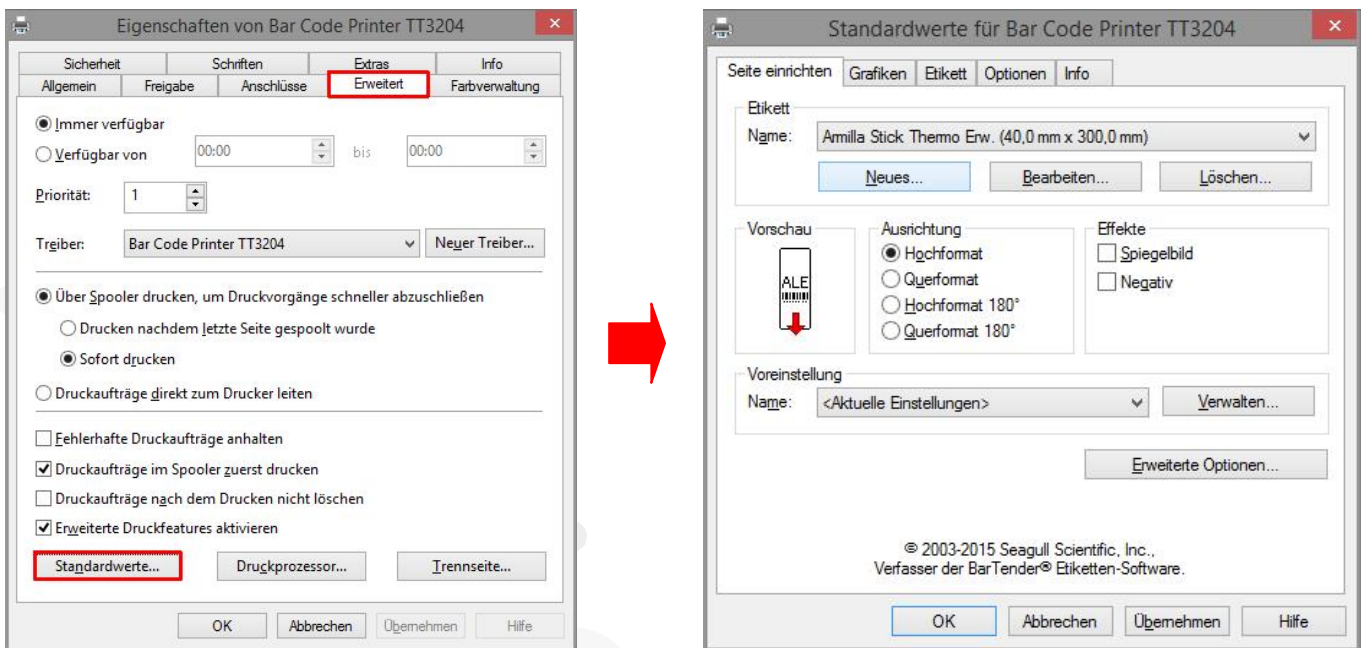 Eigenschaften von Bar Code Printer TT3204
Sicherheit Schriften Extras Info
Allgemein Freigabe Anschlüsse Erweitert Farbverwaltung
Immer verfügbar
Verfügbar von 00:00 bis 00:00
Priorität: 1
Treiber: Bar Code Printer TT3204 Neuer Treiber...
Über Spooler drucken, um Druckvorgänge schneller abzuschließen
Drucken nachdem letzte Seite gespoolt wurde
Sofort drucken
Druckaufträge direkt zum Drucker leiten
Fehlerhafte Druckaufträge anhalten
Druckaufträge im Spooler zuerst drucken
Druckaufträge nach dem Drucken nicht löschen
Erweiterte Druckfeatures aktivieren
Standardwerte... Druckprozessor... Trennseite...
OK Abbrechen Übernehmen Hilfe
Standardwerte für Bar Code Printer TT3204
Seite einrichten Grafiken Etikett Optionen Info
Etikett
Name: Armilla Stick Thermo Erw. (40,0 mm x 300,0 mm)
Neues... Bearbeiten... Löschen...
Vorschau Ausrichtung Effekte
ALE
Hochformat Spiegelbild
Querformat Negativ
Hochformat 180°
Querformat 180°
Voreinstellung
Name: <Aktuelle Einstellungen> Verwalten...
Erweiterte Optionen...
© 2003-2015 Seagull Scientific, Inc.,
Verfasser der BarTender® Etiketten-Software.
OK Abbrechen Übernehmen Hilfe